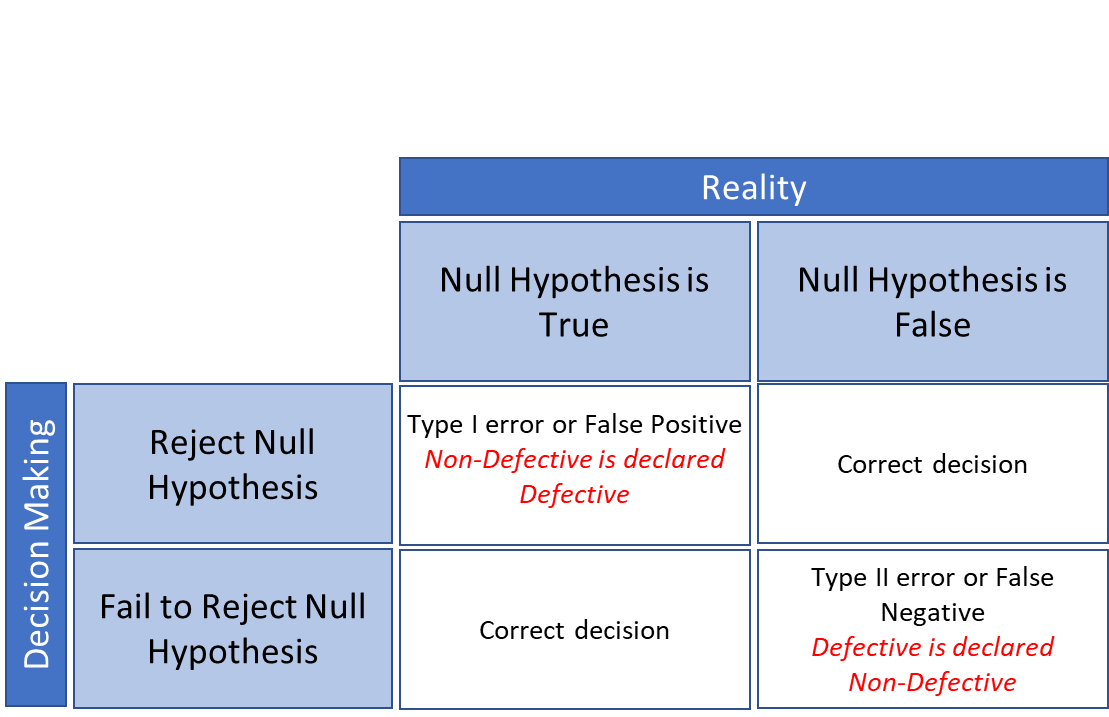 Reality
Null Hypothesis is
True
Null Hypothesis is
False
Decision Making
Reject Null
Hypothesis
Type I error or False Positive
Non-Defective is declared
Defective
Correct decision
Fail to Reject Null
Hypothesis
Correct decision
Type II error or False
Negative
Defective is declared
Non-Defective